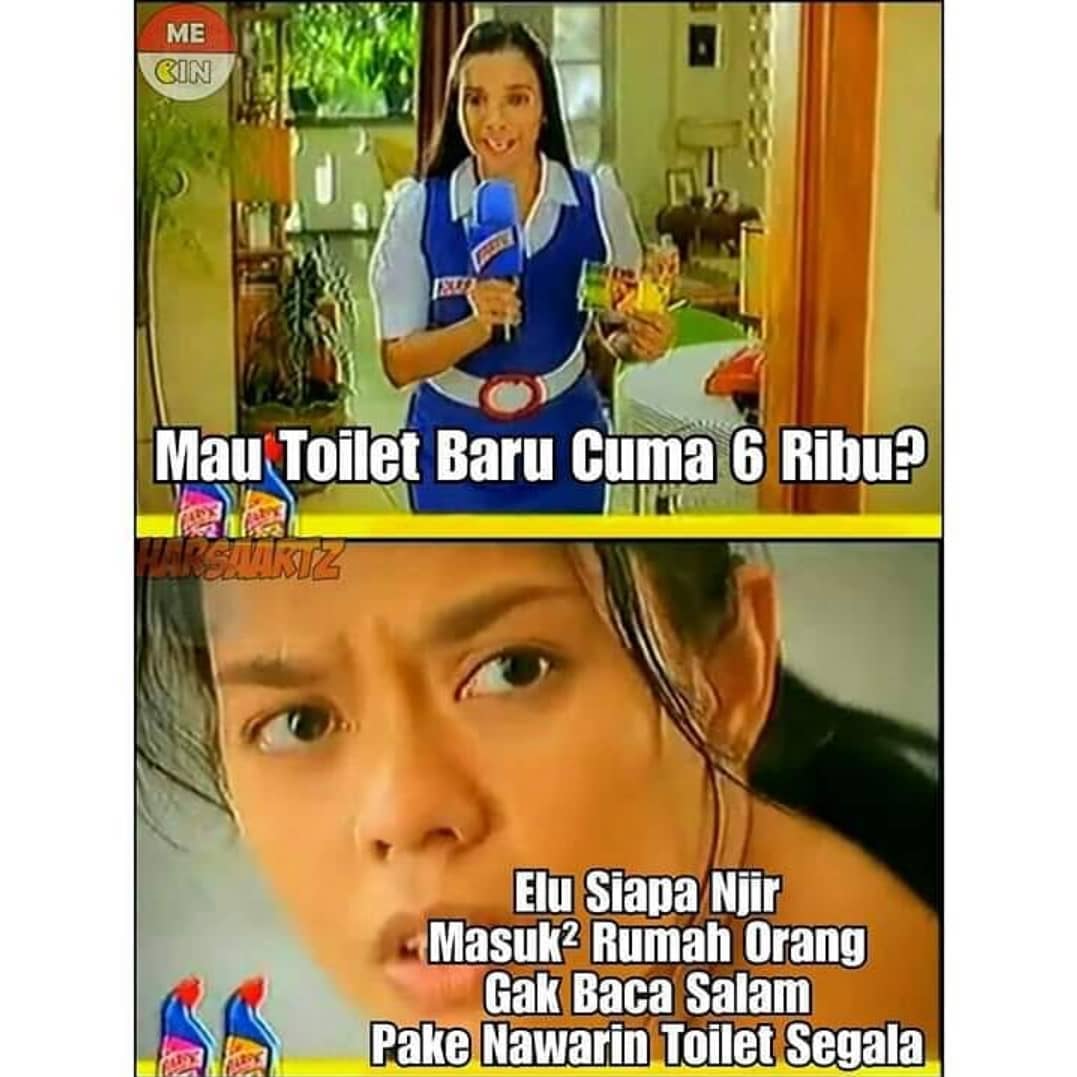 ME
CIN
Mau Toilet Baru Cuma 6 Ribu?
HARSAARTZ
Elu Siapa Njir
Masuk² Rumah Orang
Gak Baca Salam
Pake Nawarin Toilet Segala